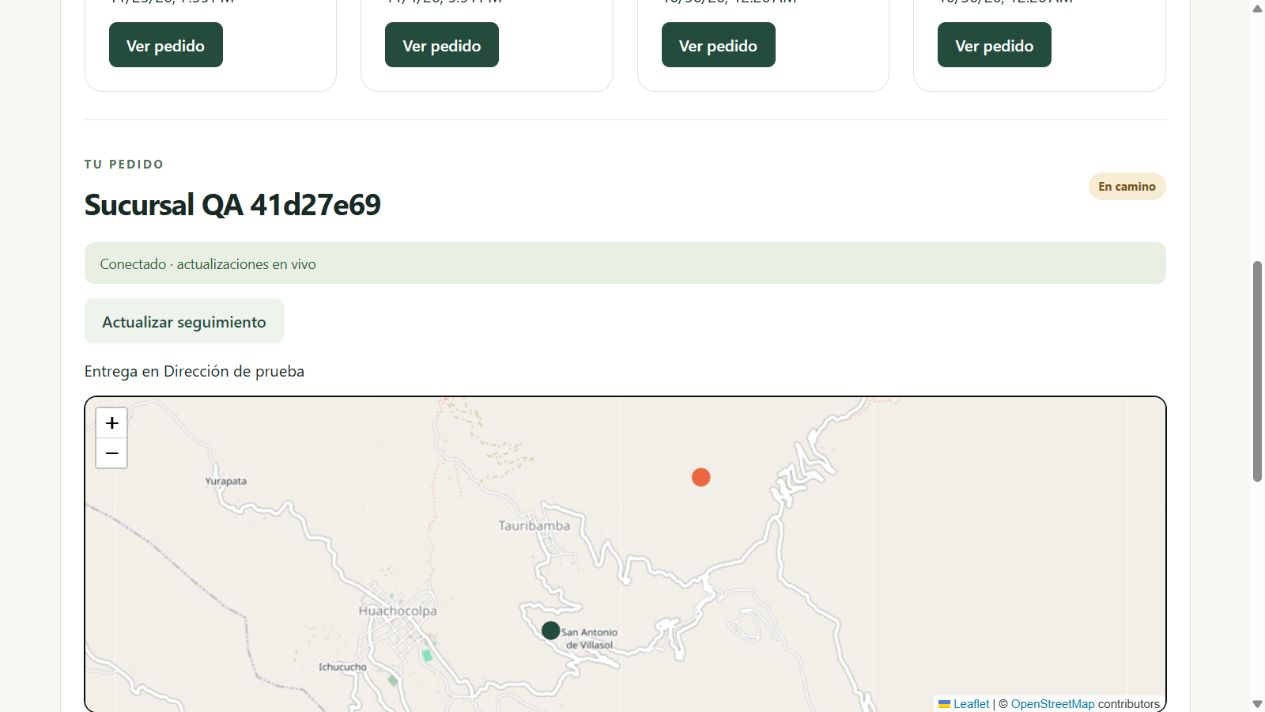 Ver pedido
Ver pedido
Ver pedido
Ver pedido
TU PEDIDO
Sucursal QA 41d27e69
En camino
Conectado · actualizaciones en vivo
Actualizar seguimiento
Entrega en Dirección de prueba
+
−
Yurapata
Tauribamba
Huachocolpa
San Antonio
de Villasol
Ichucucho
Leaflet | © OpenStreetMap contributors